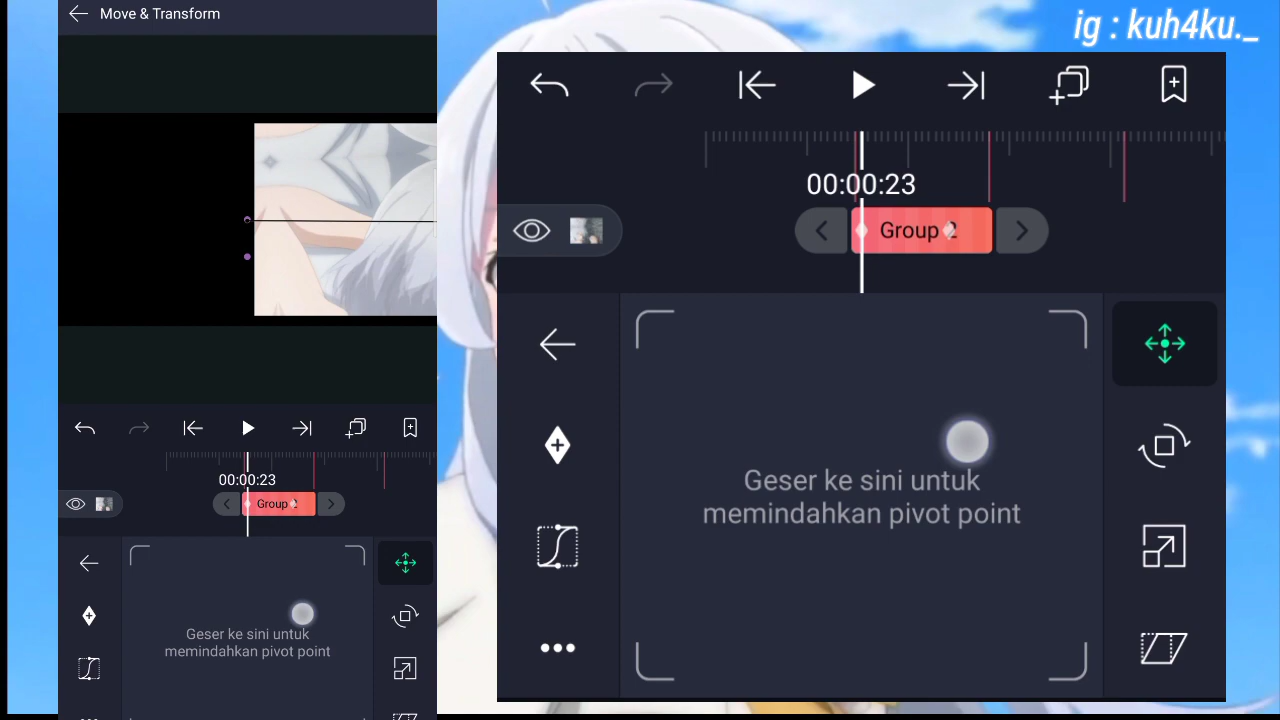 Move & Transform
ig : kuh4ku._
00:00:23
Group 2
Geser ke sini untuk
memindahkan pivot point
00:00:23
Group
Geser ke sini untuk
memindahkan pivot point